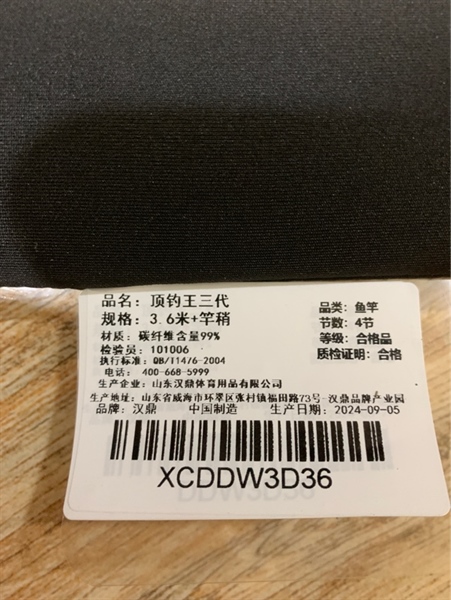 品名：顶钓王三代
规格：3.6米+竿稍
材质：碳纤维含量99%
检验员：101006
执行标准：QB/T1476-2004
电话：400-668-5999
品类：鱼竿
节数：4节
等级：合格品
质检证明：合格
生产企业：山东汉鼎体育用品有限公司
生产地址：山东省威海市环翠区张村镇福田路73号-汉鼎品牌产业园
品牌：汉鼎 中国制造 生产日期：2024-09-05
XCDDW3D36